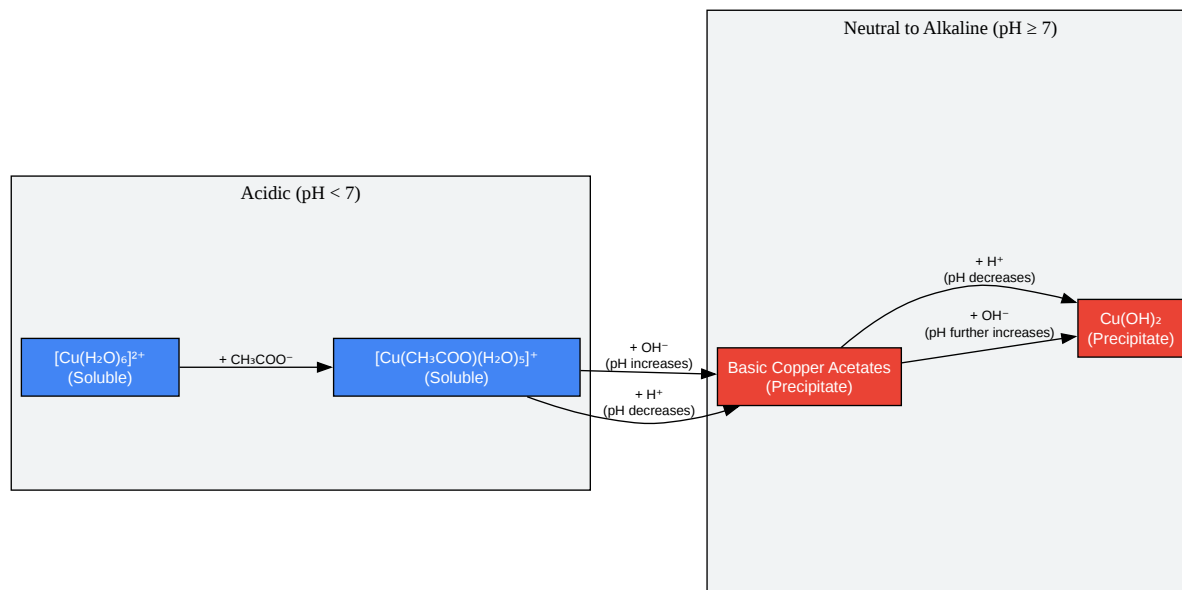 Neutral to Alkaline (pH ≥ 7)
Acidic (pH < 7)
[Cu(H₂O)₆]²⁺
(Soluble)
+ CH₃COO⁻
[Cu(CH₃COO)(H₂O)₅]⁺
(Soluble)
+ OH⁻
(pH increases)
+ H⁺
(pH decreases)
Basic Copper Acetates
(Precipitate)
+ H⁺
(pH decreases)
+ OH⁻
(pH further increases)
Cu(OH)₂
(Precipitate)